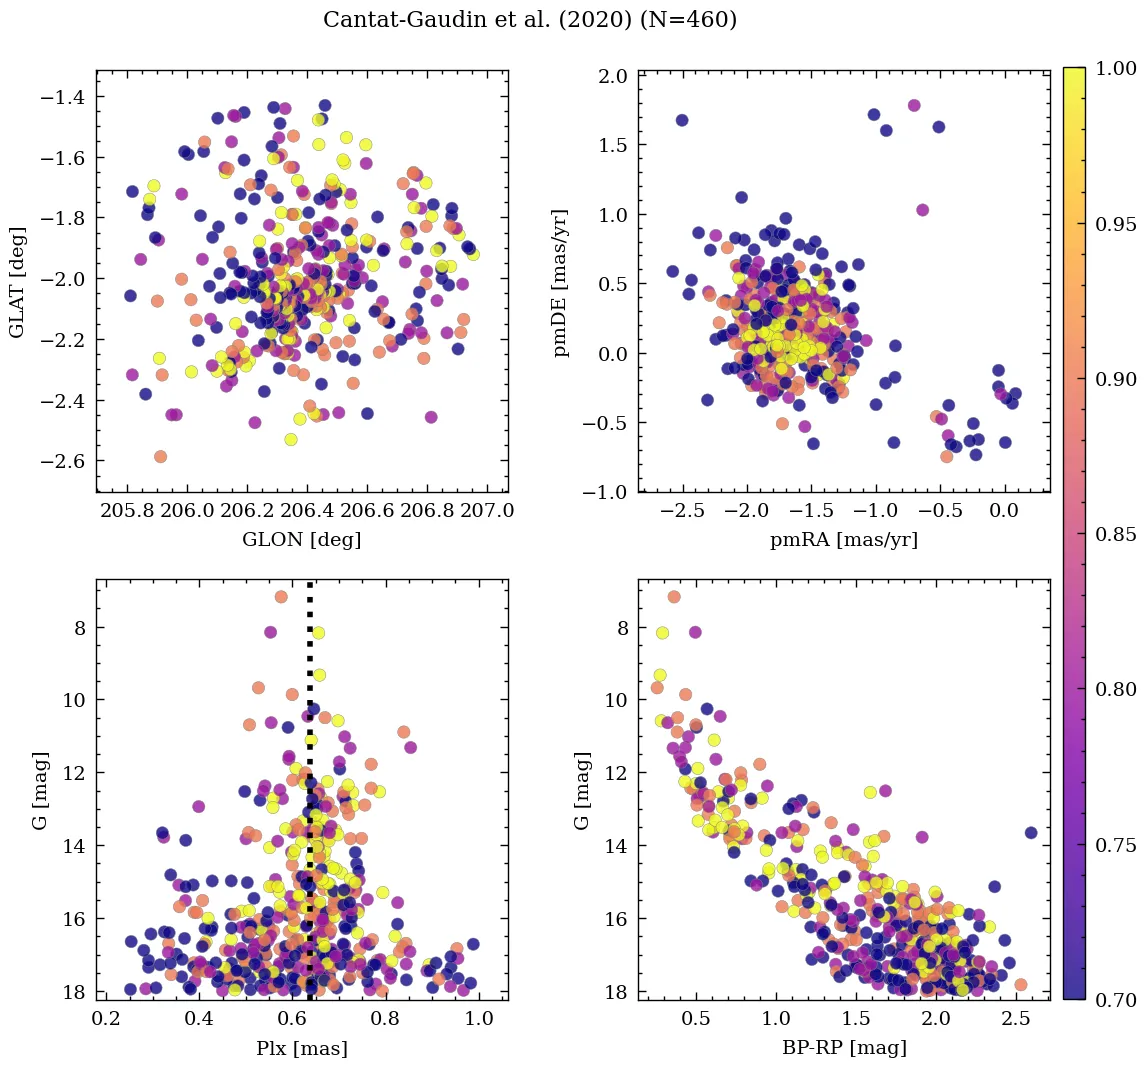 Cantat-Gaudin et al. (2020) (N=460)
−1.4
−1.6
−1.8
−2.0
−2.2
−2.4
−2.6
GLAT [deg]
205.8 206.0 206.2 206.4 206.6 206.8 207.0
GLON [deg]
2.0
1.5
1.0
0.5
0.0
−0.5
−1.0
pmDE [mas/yr]
−2.5 −2.0 −1.5 −1.0 −0.5 0.0
pmRA [mas/yr]
8
10
12
14
16
18
G [mag]
0.2 0.4 0.6 0.8 1.0
Plx [mas]
8
10
12
14
16
18
G [mag]
0.5 1.0 1.5 2.0 2.5
BP-RP [mag]
1.00
0.95
0.90
0.85
0.80
0.75
0.70